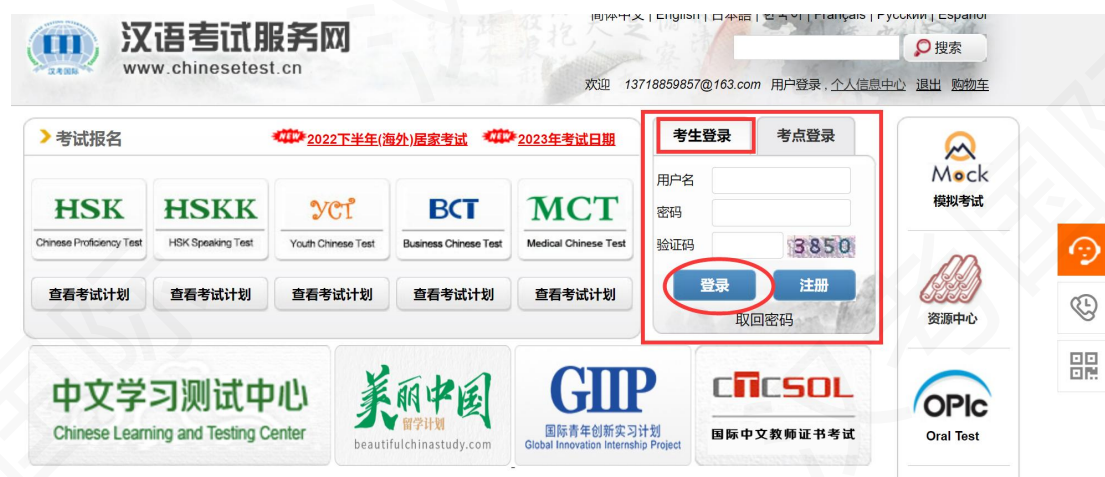 简体中文 | English | 日本語 | 한국어 | Français | Русский | Español
汉考国际
汉语考试服务网
www.chinesetest.cn
搜索
欢迎 13718859857@163.com 用户登录 , 个人信息中心 退出 购物车
考试报名
NEW 2022下半年(海外)居家考试 NEW 2023年考试日期
HSK
Chinese Proficiency Test
HSKK
HSK Speaking Test
YCT
Youth Chinese Test
BCT
Business Chinese Test
MCT
Medical Chinese Test
查看考试计划 查看考试计划 查看考试计划 查看考试计划 查看考试计划
考生登录 考点登录
用户名
密码
验证码 3850
登录 注册
取回密码
Mock
模拟考试
资源中心
OPIc
Oral Test
中文学习测试中心
Chinese Learning and Testing Center
美丽中国
留学计划
beautifulchinastudy.com
GIIP
国际青年创新实习计划
Global Innovation Internship Project
CTCSOL
国际中文教师证书考试